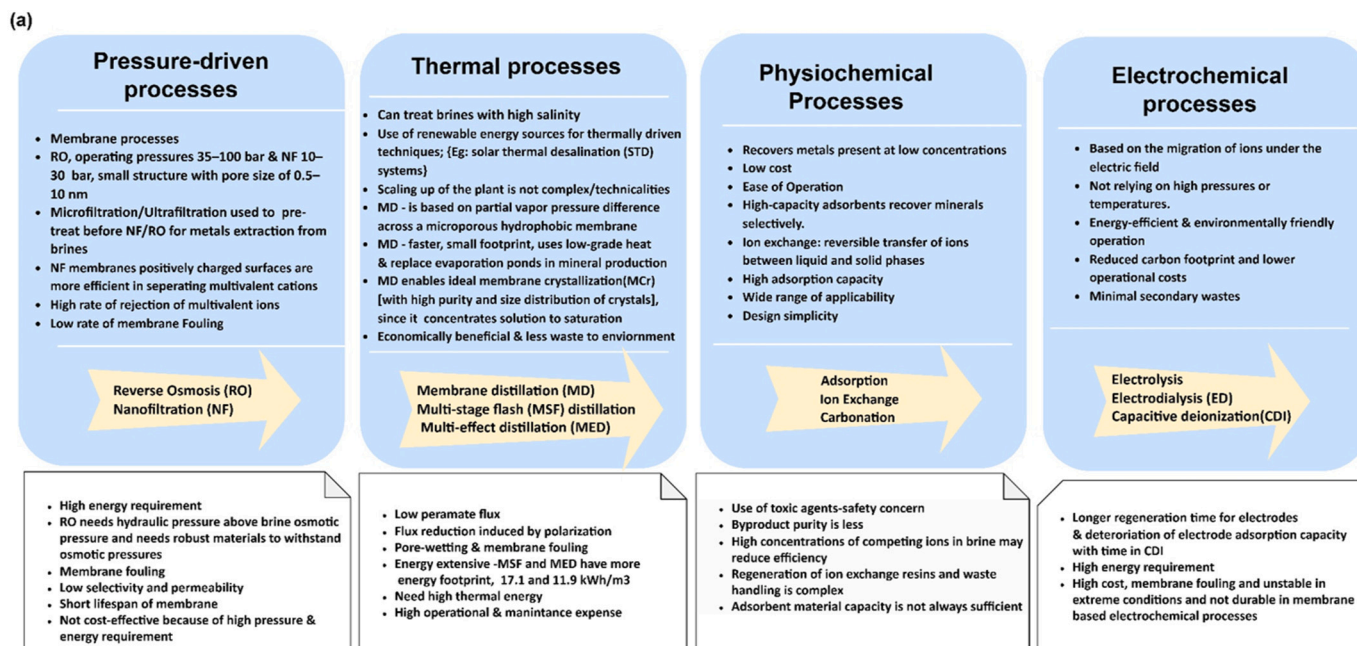 (a)
Pressure-driven
processes
• Membrane processes
• RO, operating pressures 35–100 bar & NF 10–
30 bar, small structure with pore size of 0.5–
10 nm
• Microfiltration/Ultrafiltration used to pre-
treat before NF/RO for metals extraction from
brines
• NF membranes positively charged surfaces are
more efficient in seperating multivalent cations
• High rate of rejection of multivalent ions
• Low rate of membrane Fouling
Reverse Osmosis (RO)
Nanofiltration (NF)
• High energy requirement
• RO needs hydraulic pressure above brine osmotic
pressure and needs robust materials to withstand
osmotic pressures
• Membrane fouling
• Low selectivity and permeability
• Short lifespan of membrane
• Not cost-effective because of high pressure &
energy requirement
Thermal processes
• Can treat brines with high salinity
• Use of renewable energy sources for thermally driven
techniques; {Eg: solar thermal desalination (STD)
systems}
• Scaling up of the plant is not complex/technicalities
• MD - is based on partial vapor pressure difference
across a microporous hydrophobic membrane
• MD - faster, small footprint, uses low-grade heat
& replace evaporation ponds in mineral production
• MD enables ideal membrane crystallization(MCr)
[with high purity and size distribution of crystals],
since it concentrates solution to saturation
• Economically beneficial & less waste to enviornment
Membrane distillation (MD)
Multi-stage flash (MSF) distillation
Multi-effect distillation (MED)
• Low peramate flux
• Flux reduction induced by polarization
• Pore-wetting & membrane fouling
• Energy extensive -MSF and MED have more
energy footprint, 17.1 and 11.9 kWh/m3
• Need high thermal energy
• High operational & manintance expense
Physiochemical
Processes
• Recovers metals present at low concentrations
• Low cost
• Ease of Operation
• High-capacity adsorbents recover minerals
selectively.
• Ion exchange: reversible transfer of ions
between liquid and solid phases
• High adsorption capacity
• Wide range of applicability
• Design simplicity
Adsorption
Ion Exchange
Carbonation
• Use of toxic agents-safety concern
• Byproduct purity is less
• High concentrations of competing ions in brine may
reduce efficiency
• Regeneration of ion exchange resins and waste
handling is complex
• Adsorbent material capacity is not always sufficient
Electrochemical
processes
• Based on the migration of ions under the
electric field
• Not relying on high pressures or
temperatures.
• Energy-efficient & environmentally friendly
operation
• Reduced carbon footprint and lower
operational costs
• Minimal secondary wastes
Electrolysis
Electrodialysis (ED)
Capacitive deionization(CDI)
• Longer regeneration time for electrodes
& deteroriation of electrode adsorption capacity
with time in CDI
• High energy requirement
• High cost, membrane fouling and unstable in
extreme conditions and not durable in membrane
based electrochemical processes